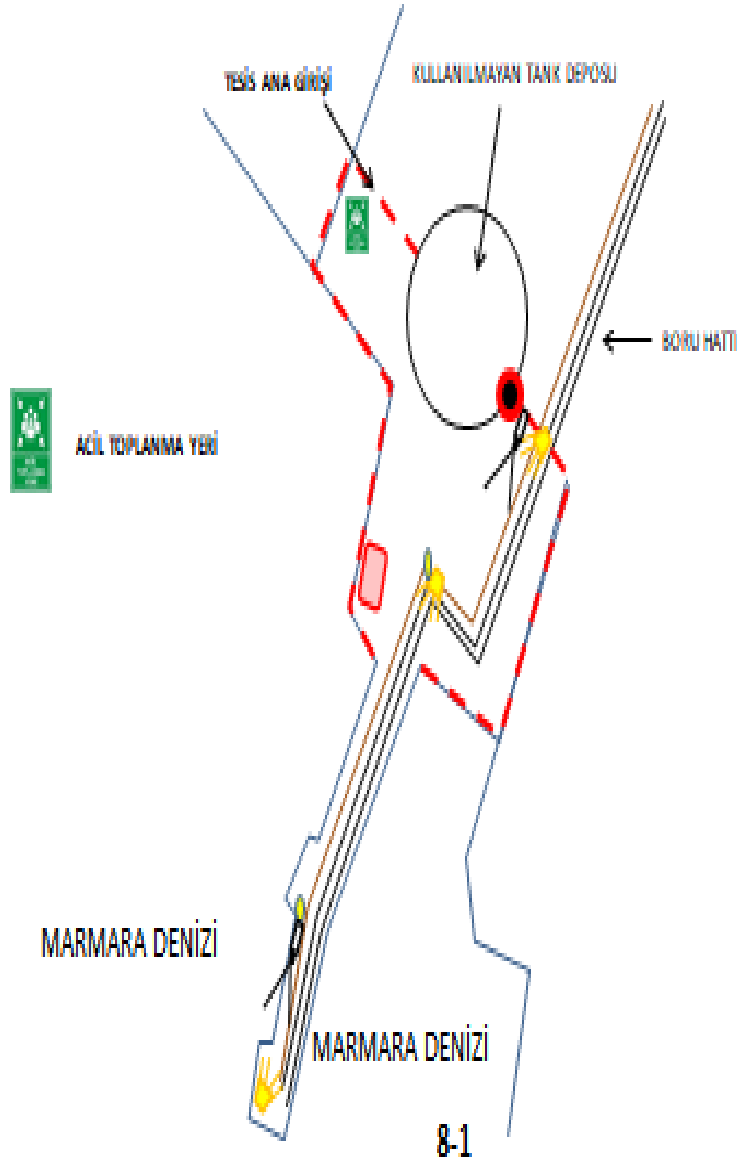 TESİS ANA GİRİŞİ
KULLANILMAYAN TANK DEPOSU
BORU HATTI
ACİL TOPLANMA YERİ
MARMARA DENİZİ
MARMARA DENİZİ
8-1